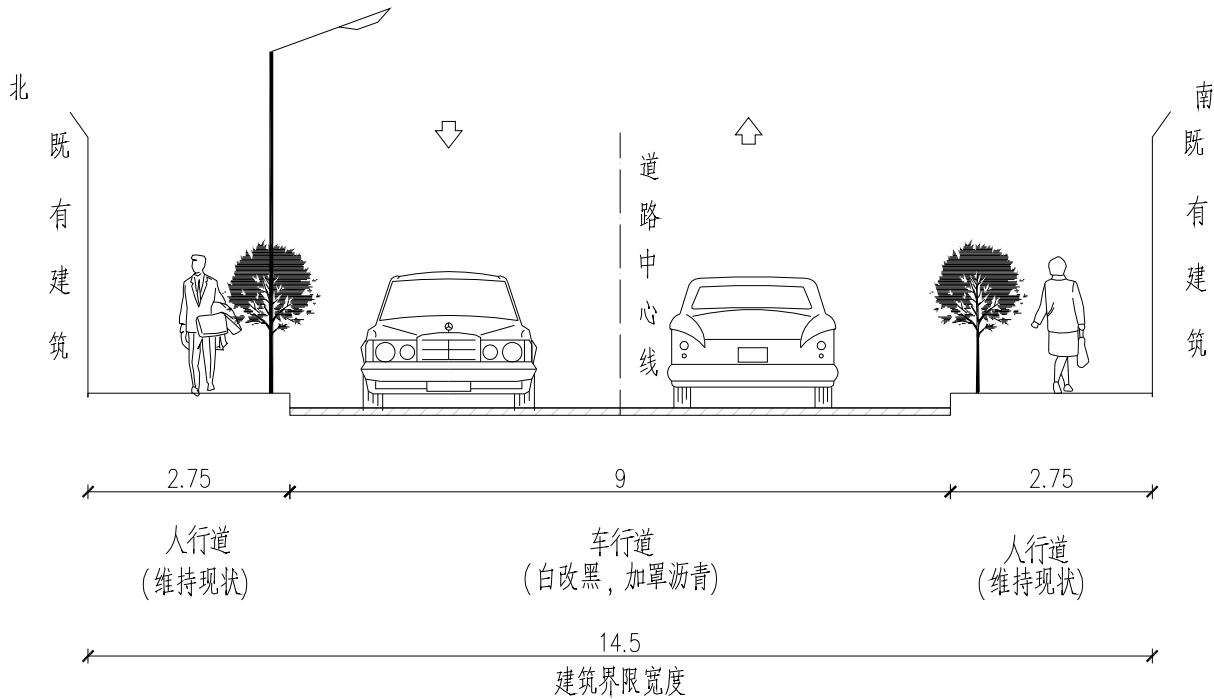 北
南
既有建筑
道路中心线
既有建筑
2.75
9
2.75
人行道
(维持现状)
车行道
(白改黑，加罩沥青)
人行道
(维持现状)
14.5
建筑界限宽度